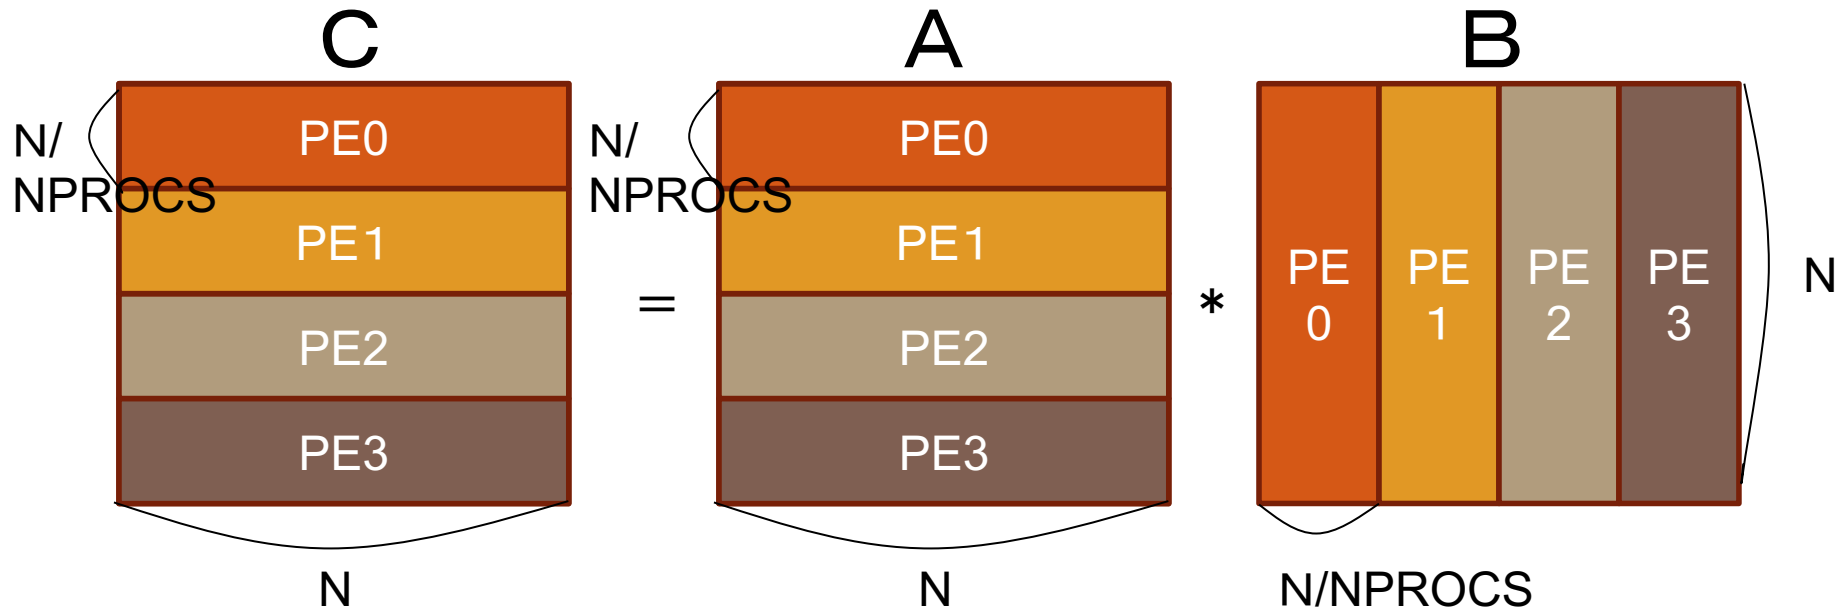 C
A
B
N/
NPROCS
PE0
PE1
PE2
PE3
N
=
N/
NPROCS
PE0
PE1
PE2
PE3
N
*
PE
0
PE
1
PE
2
PE
3
N
N/NPROCS